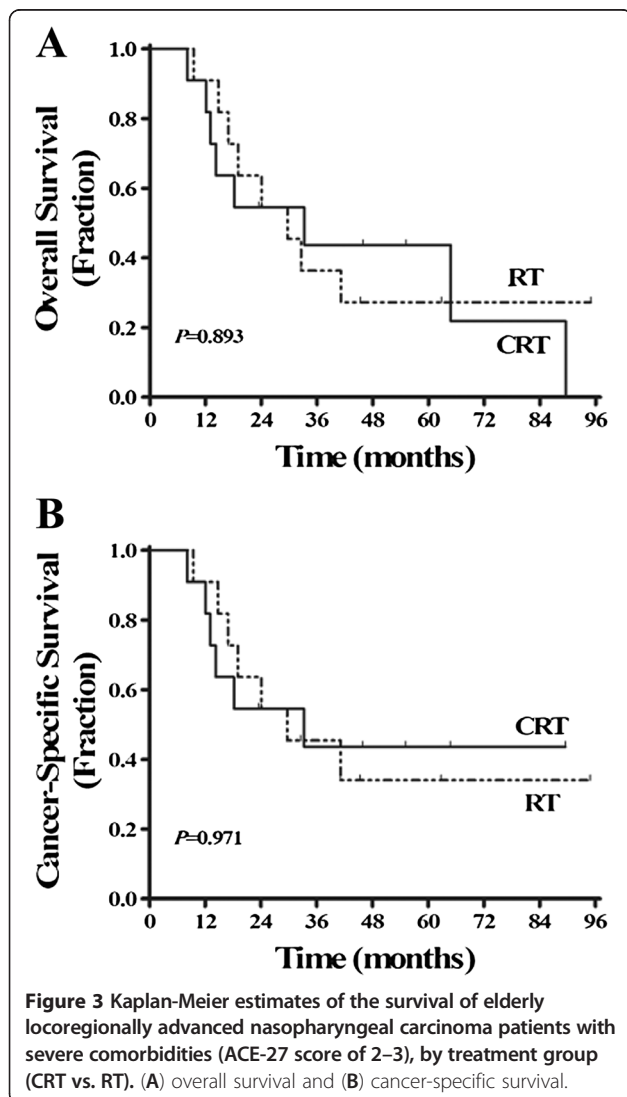 A
Overall Survival
(Fraction)
1.0
0.8
0.6
0.4
0.2
0.0
RT
CRT
P=0.893
0 12 24 36 48 60 72 84 96
Time (months)
B
Cancer-Specific Survival
(Fraction)
1.0
0.8
0.6
0.4
0.2
0.0
CRT
RT
P=0.971
0 12 24 36 48 60 72 84 96
Time (months)
Figure 3 Kaplan-Meier estimates of the survival of elderly
locoregionally advanced nasopharyngeal carcinoma patients with
severe comorbidities (ACE-27 score of 2–3), by treatment group
(CRT vs. RT). (A) overall survival and (B) cancer-specific survival.